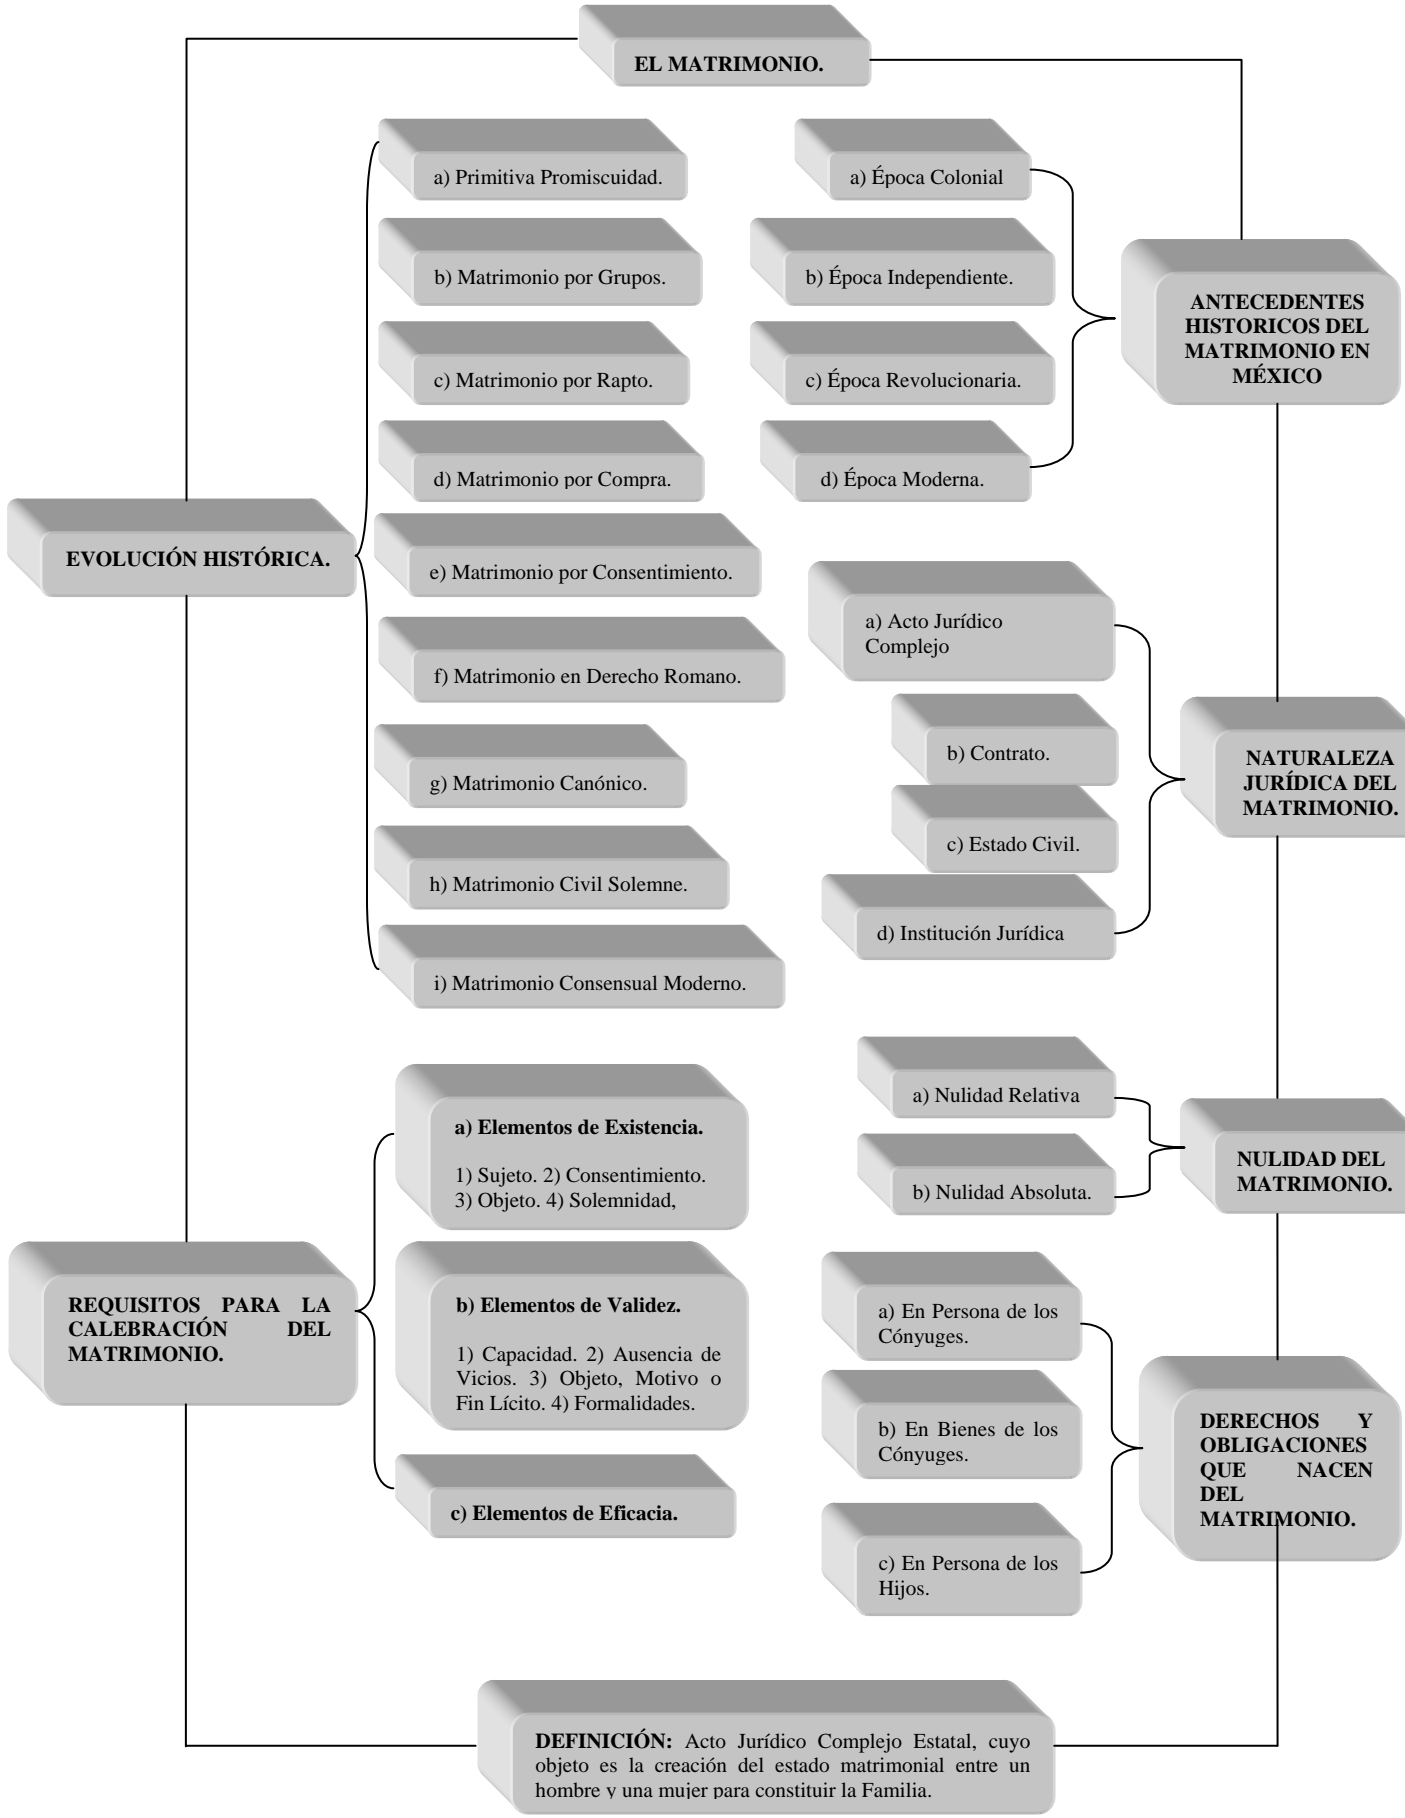 EL MATRIMONIO.
a) Primitiva Promiscuidad.
b) Matrimonio por Grupos.
c) Matrimonio por Rapto.
d) Matrimonio por Compra.
EVOLUCIÓN HISTÓRICA.
e) Matrimonio por Consentimiento.
f) Matrimonio en Derecho Romano.
g) Matrimonio Canónico.
h) Matrimonio Civil Solemne.
i) Matrimonio Consensual Moderno.
a) Época Colonial
b) Época Independiente.
c) Época Revolucionaria.
d) Época Moderna.
ANTECEDENTES
HISTORICOS DEL
MATRIMONIO EN
MÉXICO
a) Acto Jurídico
Complejo
b) Contrato.
c) Estado Civil.
d) Institución Jurídica
NATURALEZA
JURÍDICA DEL
MATRIMONIO.
a) Nulidad Relativa
b) Nulidad Absoluta.
NULIDAD DEL
MATRIMONIO.
REQUISITOS PARA LA
CALEBRACIÓN DEL
MATRIMONIO.
a) Elementos de Existencia.
1) Sujeto. 2) Consentimiento.
3) Objeto. 4) Solemnidad,
b) Elementos de Validez.
1) Capacidad. 2) Ausencia de
Vicios. 3) Objeto, Motivo o
Fin Lícito. 4) Formalidades.
c) Elementos de Eficacia.
a) En Persona de los
Cónyuges.
b) En Bienes de los
Cónyuges.
c) En Persona de los
Hijos.
DERECHOS Y
OBLIGACIONES
QUE NACEN
DEL
MATRIMONIO.
DEFINICIÓN: Acto Jurídico Complejo Estatal, cuyo
objeto es la creación del estado matrimonial entre un
hombre y una mujer para constituir la Familia.